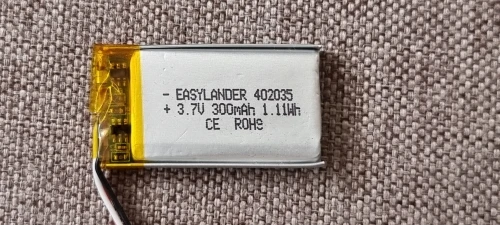 - EASYLANDER 402035
+ 3.7V 300mAh 1.11Wh
CE ROHS